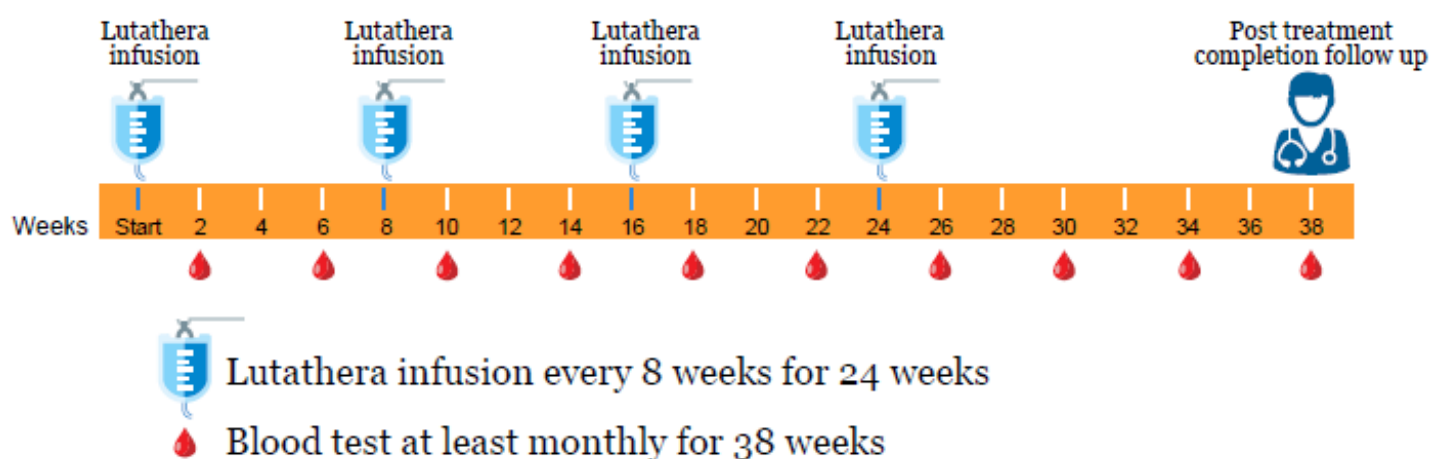 Lutathera infusion
Lutathera infusion
Lutathera infusion
Lutathera infusion
Post treatment completion follow up
Weeks Start 2 4 6 8 10 12 14 16 18 20 22 24 26 28 30 32 34 36 38
Lutathera infusion every 8 weeks for 24 weeks
Blood test at least monthly for 38 weeks